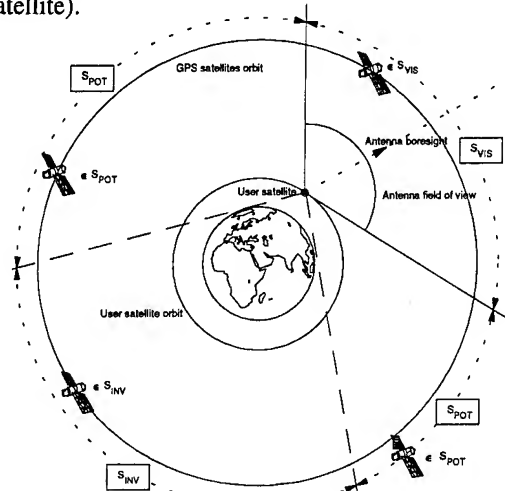 atellite).
S_POT
GPS satellites orbit
ϵ S_VIS
Antenna boresight
S_VIS
ϵ S_POT
User satellite
Antenna field of view
User satellite orbit
ϵ S_INV
S_POT
ϵ S_POT
S_INV